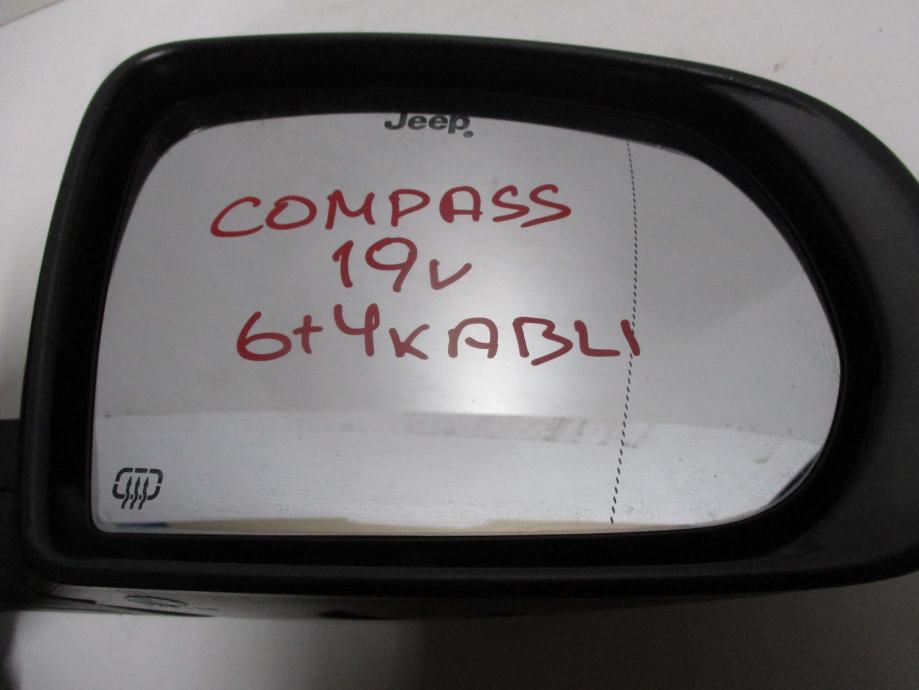 Jeep®
COMPASS
19v
6+4KABLI